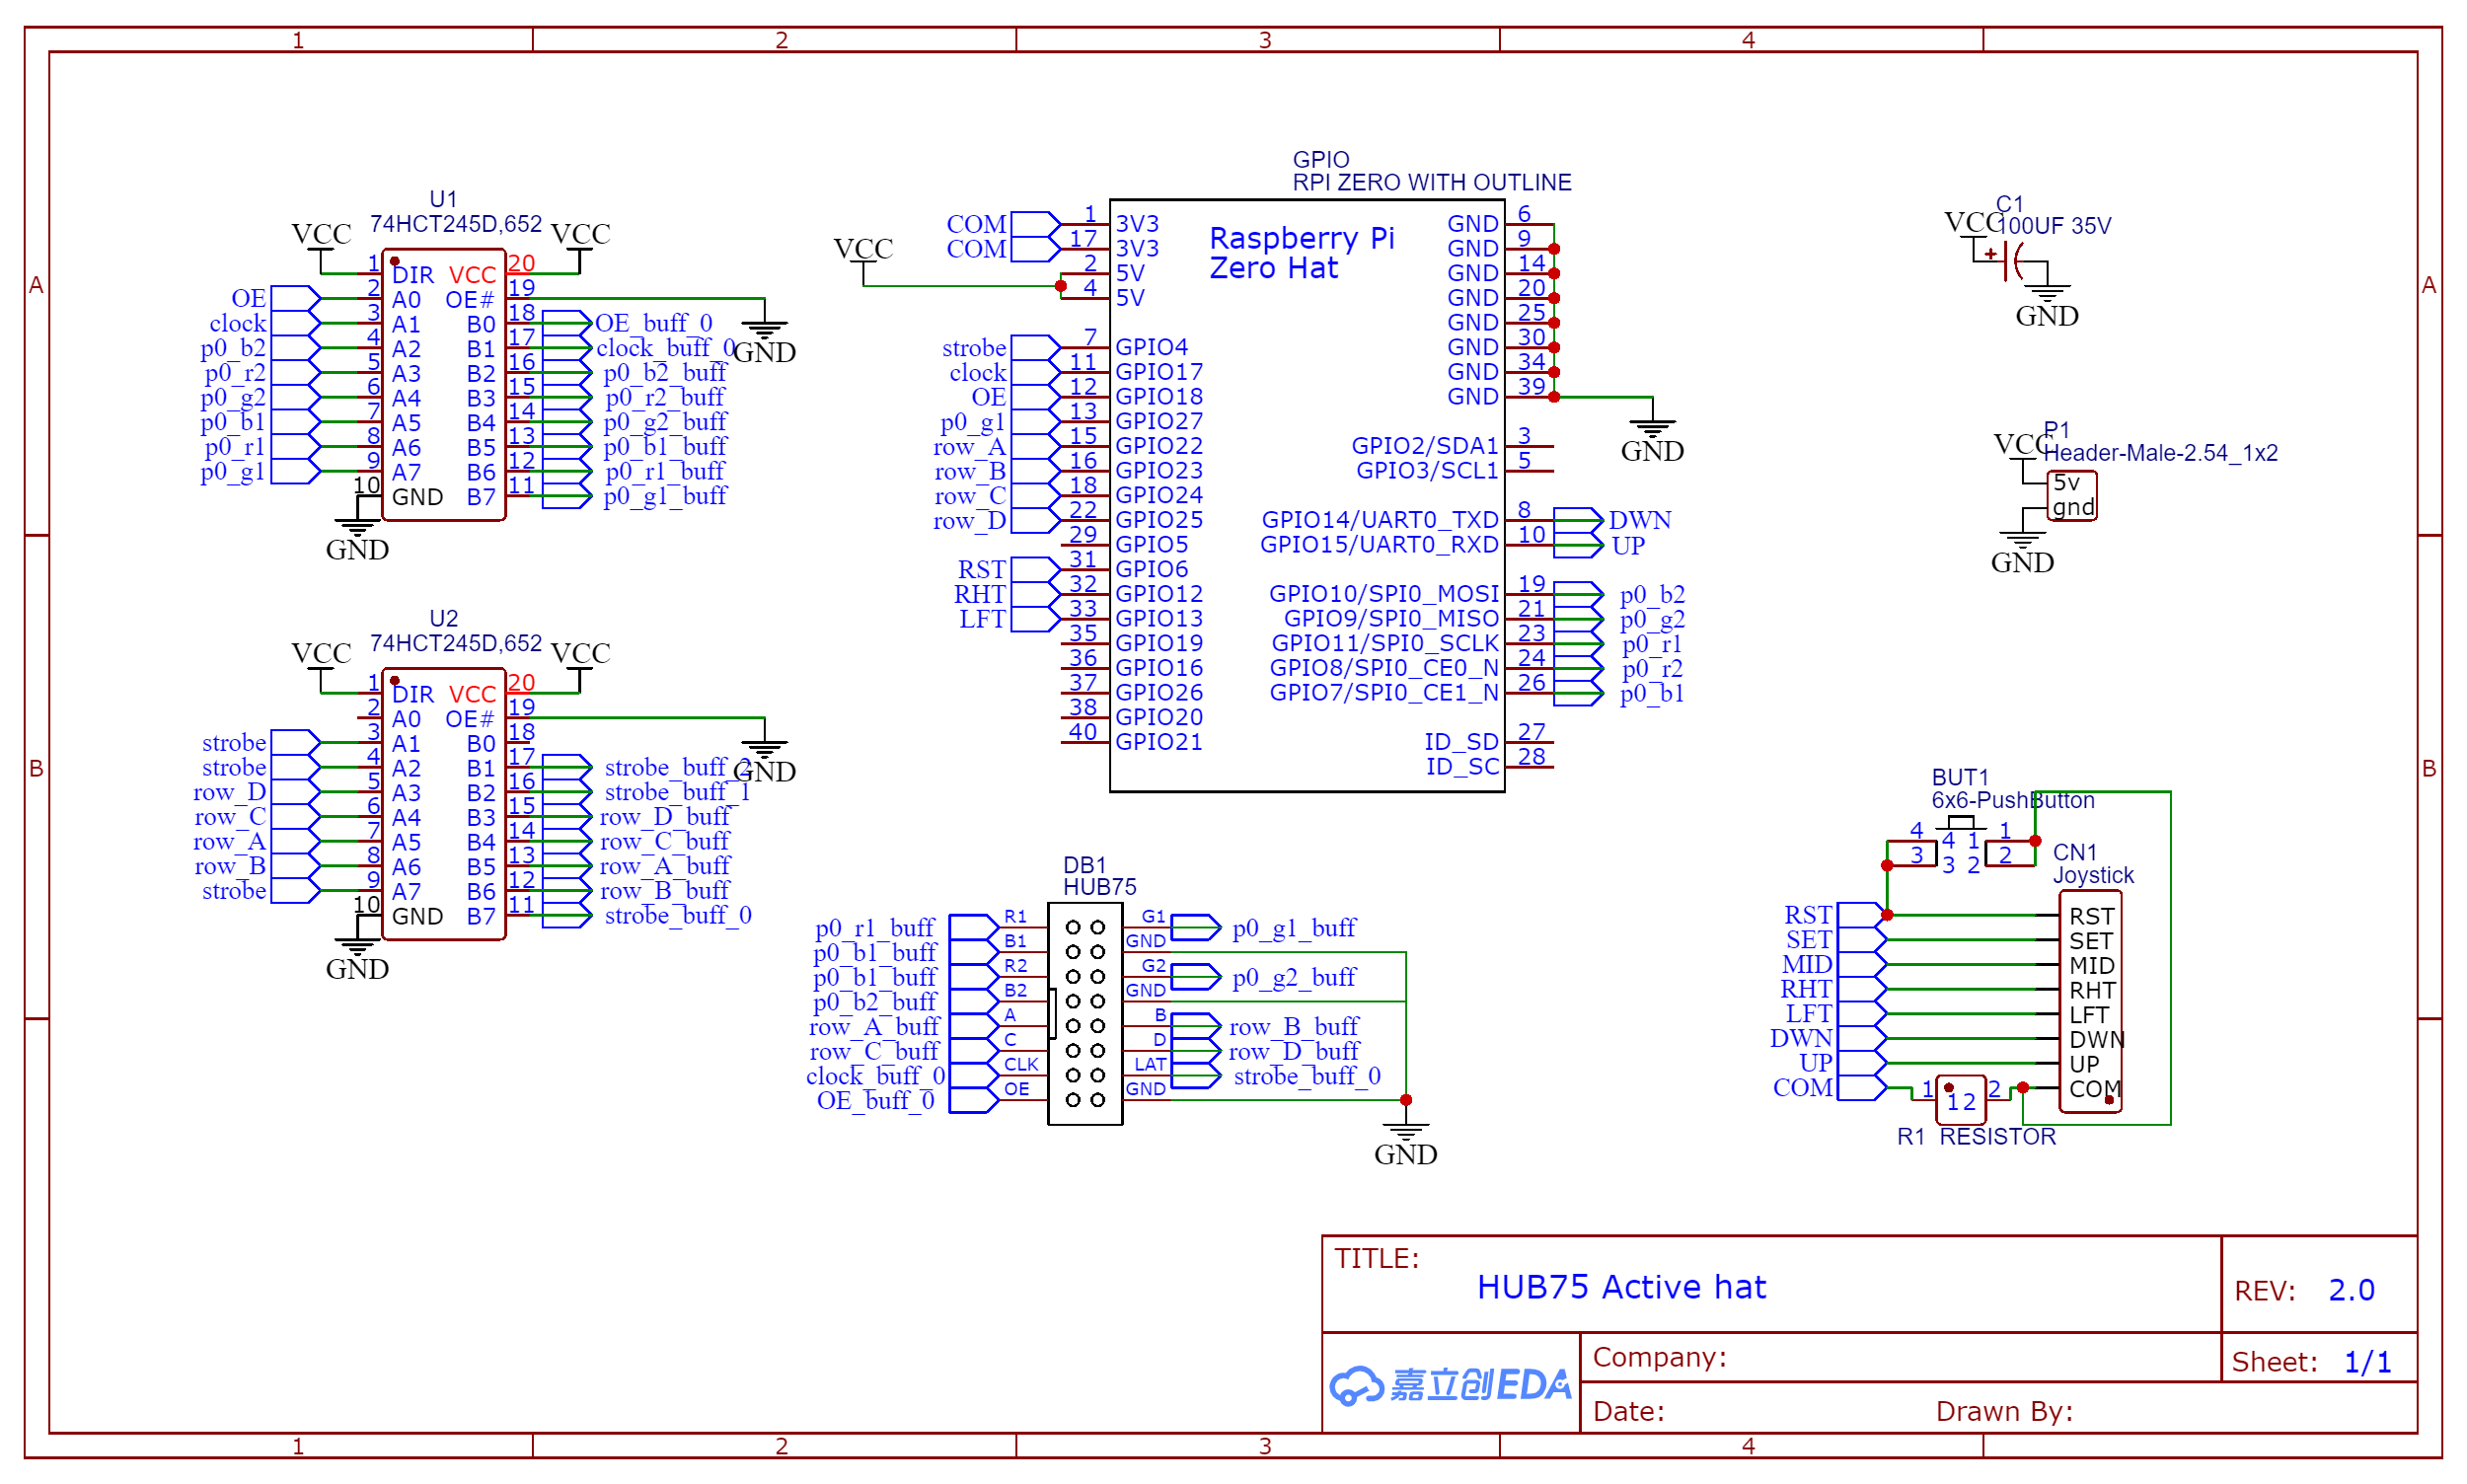 1 2 3 4
A
B
A
B
1 2 3 4
U1
74HCT245D,652
VCC
VCC
1 DIR VCC 20
OE 2 A0 OE# 19
clock 3 A1 B0 18 OE_buff_0
p0_b2 4 A2 B1 17 clock_buff_0
p0_r2 5 A3 B2 16 p0_b2_buff
p0_g2 6 A4 B3 15 p0_r2_buff
p0_b1 7 A5 B4 14 p0_g2_buff
p0_r1 8 A6 B5 13 p0_b1_buff
p0_g1 9 A7 B6 12 p0_r1_buff
10 GND B7 11 p0_g1_buff
GND
GND
U2
74HCT245D,652
VCC
VCC
1 DIR VCC 20
2 A0 OE# 19
strobe 3 A1 B0 18
strobe 4 A2 B1 17 strobe_buff_2
row_D 5 A3 B2 16 strobe_buff_1
row_C 6 A4 B3 15 row_D_buff
row_A 7 A5 B4 14 row_C_buff
row_B 8 A6 B5 13 row_A_buff
strobe 9 A7 B6 12 row_B_buff
10 GND B7 11 strobe_buff_0
GND
GND
GPIO
RPI ZERO WITH OUTLINE
Raspberry Pi
Zero Hat
VCC
COM 1 3V3
COM 17 3V3
2 5V
4 5V
strobe 7 GPIO4
clock 11 GPIO17
OE 12 GPIO18
p0_g1 13 GPIO27
row_A 15 GPIO22
row_B 16 GPIO23
row_C 18 GPIO24
row_D 22 GPIO25
29 GPIO5
RST 31 GPIO6
RHT 32 GPIO12
LFT 33 GPIO13
35 GPIO19
36 GPIO16
37 GPIO26
38 GPIO20
40 GPIO21
GND 6
GND 9
GND 14
GND 20
GND 25
GND 30
GND 34
GND 39
GND
GPIO2/SDA1 3
GPIO3/SCL1 5
GPIO14/UART0_TXD 8 DWN
GPIO15/UART0_RXD 10 UP
GPIO10/SPI0_MOSI 19 p0_b2
GPIO9/SPI0_MISO 21 p0_g2
GPIO11/SPI0_SCLK 23 p0_r1
GPIO8/SPI0_CE0_N 24 p0_r2
GPIO7/SPI0_CE1_N 26 p0_b1
ID_SD 27
ID_SC 28
DB1
HUB75
p0_r1_buff R1 G1 p0_g1_buff
p0_b1_buff B1 GND
p0_b1_buff R2 G2 p0_g2_buff
p0_b2_buff B2 GND
row_A_buff A B row_B_buff
row_C_buff C D row_D_buff
clock_buff_0 CLK LAT strobe_buff_0
OE_buff_0 OE GND
GND
C1
VCC 100UF 35V
+
GND
P1
VCC Header-Male-2.54_1x2
5v
gnd
GND
BUT1
6x6-PushButton
4 4 1 1
3 3 2 2
CN1
Joystick
RST RST
SET SET
MID MID
RHT RHT
LFT LFT
DWN DWN
UP UP
COM 1 12 2 COM
R1 RESISTOR
TITLE:
HUB75 Active hat
REV: 2.0
嘉立创EDA
Company:
Sheet: 1/1
Date:
Drawn By: